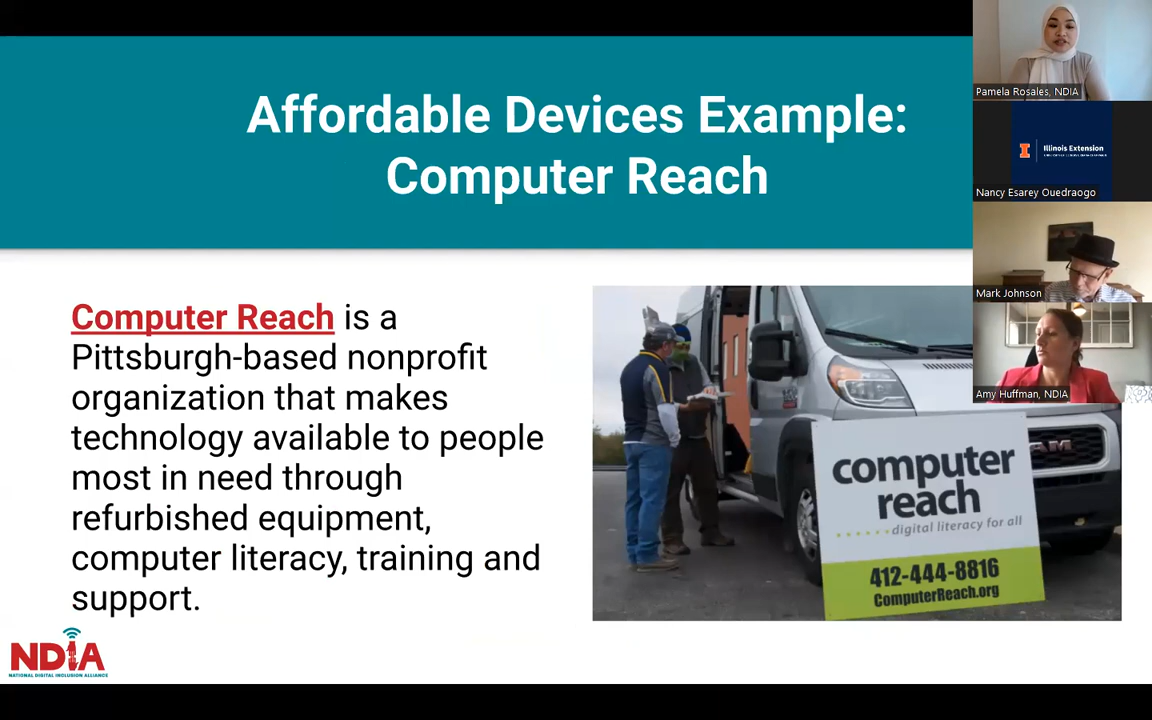 Affordable Devices Example:
Computer Reach
Computer Reach is a
Pittsburgh-based nonprofit
organization that makes
technology available to people
most in need through
refurbished equipment,
computer literacy, training and
support.
computer
reach
digital literacy for all
412-444-8816
ComputerReach.org
RAM
NDIA
NATIONAL DIGITAL INCLUSION ALLIANCE
Pamela Rosales, NDIA
I
Illinois Extension
Nancy Esarey Ouedraogo
Mark Johnson
Amy Huffman, NDIA